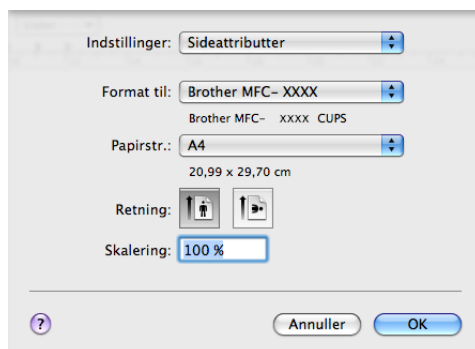 Indstillinger: Sideattributter
Format til: Brother MFC- XXXX
Brother MFC- XXXX CUPS
Papirstr.: A4
20,99 x 29,70 cm
Retning:
Skalering: 100 %
? Annuller OK